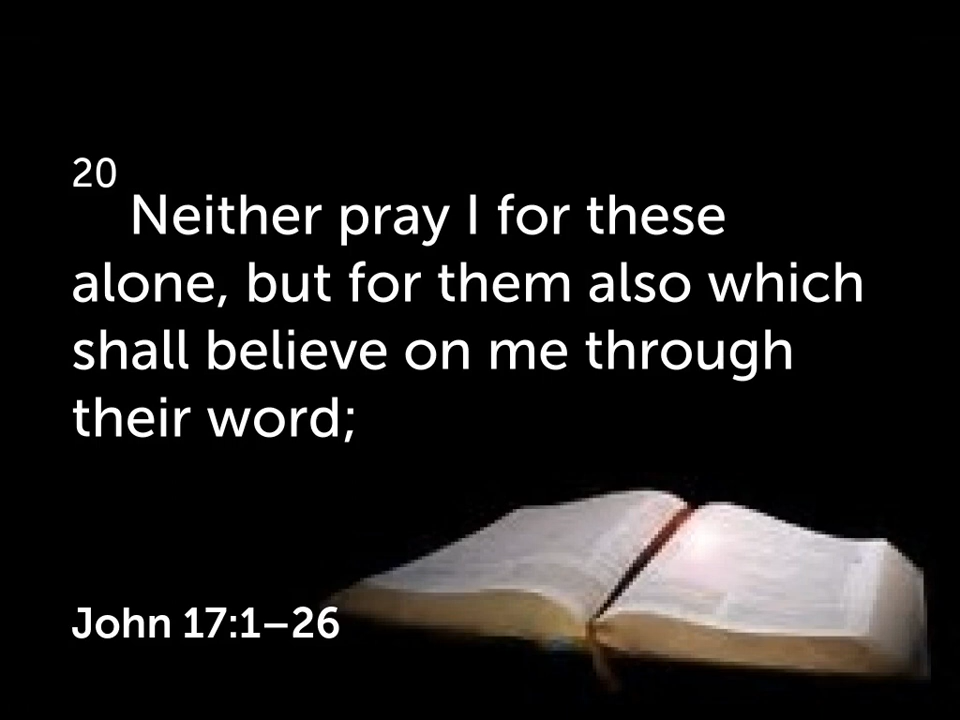 20
Neither pray I for these
alone, but for them also which
shall believe on me through
their word;
John 17:1–26